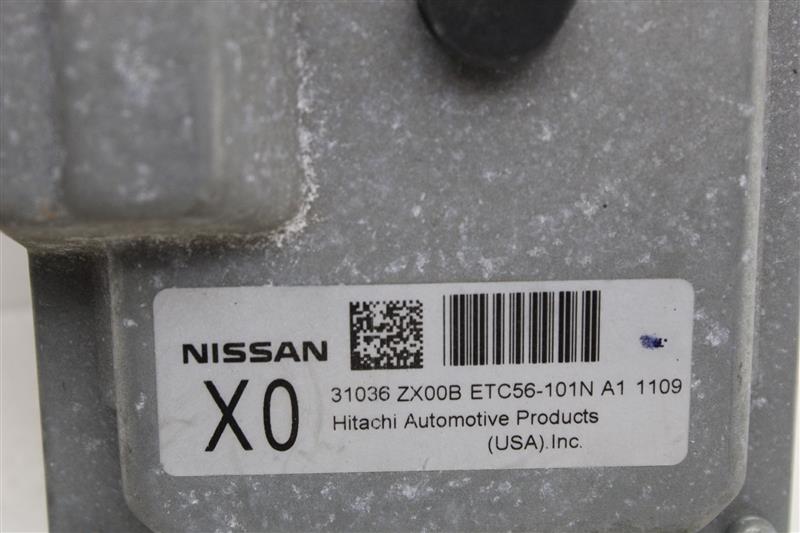 NISSAN
X0
31036 ZX00B ETC56-101N A1 1109
Hitachi Automotive Products
(USA).Inc.